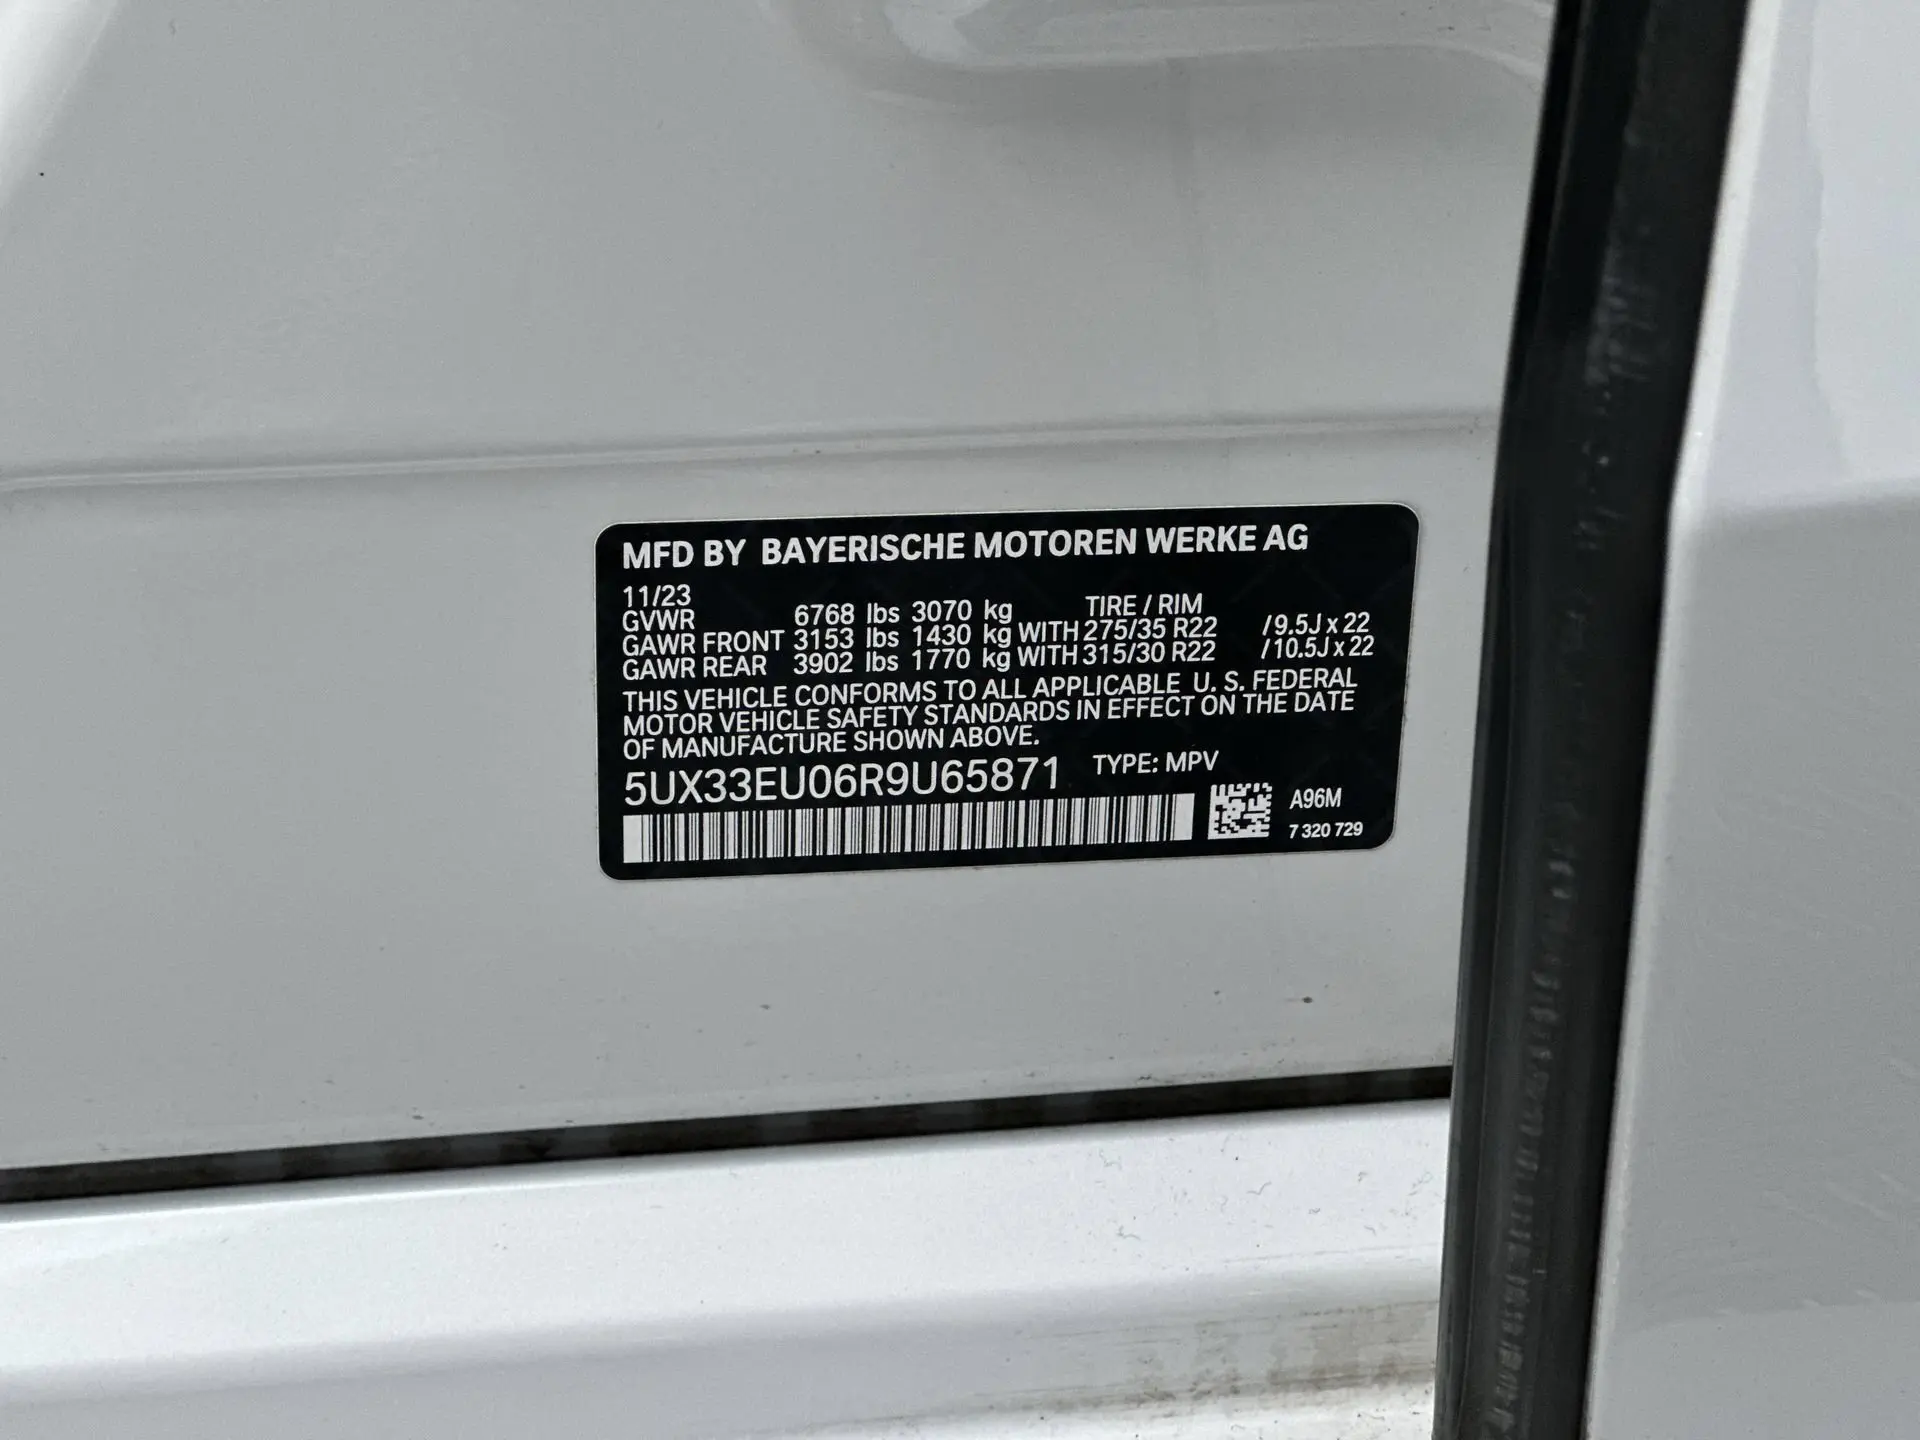 MFD BY BAYERISCHE MOTOREN WERKE AG
11/23 TIRE / RIM
GVWR 6768 lbs 3070 kg
GAWR FRONT 3153 lbs 1430 kg WITH 275/35 R22 /9.5J x 22
GAWR REAR 3902 lbs 1770 kg WITH 315/30 R22 /10.5J x 22
THIS VEHICLE CONFORMS TO ALL APPLICABLE U. S. FEDERAL
MOTOR VEHICLE SAFETY STANDARDS IN EFFECT ON THE DATE
OF MANUFACTURE SHOWN ABOVE.
5UX33EU06R9U65871 TYPE: MPV
A96M
7 320 729